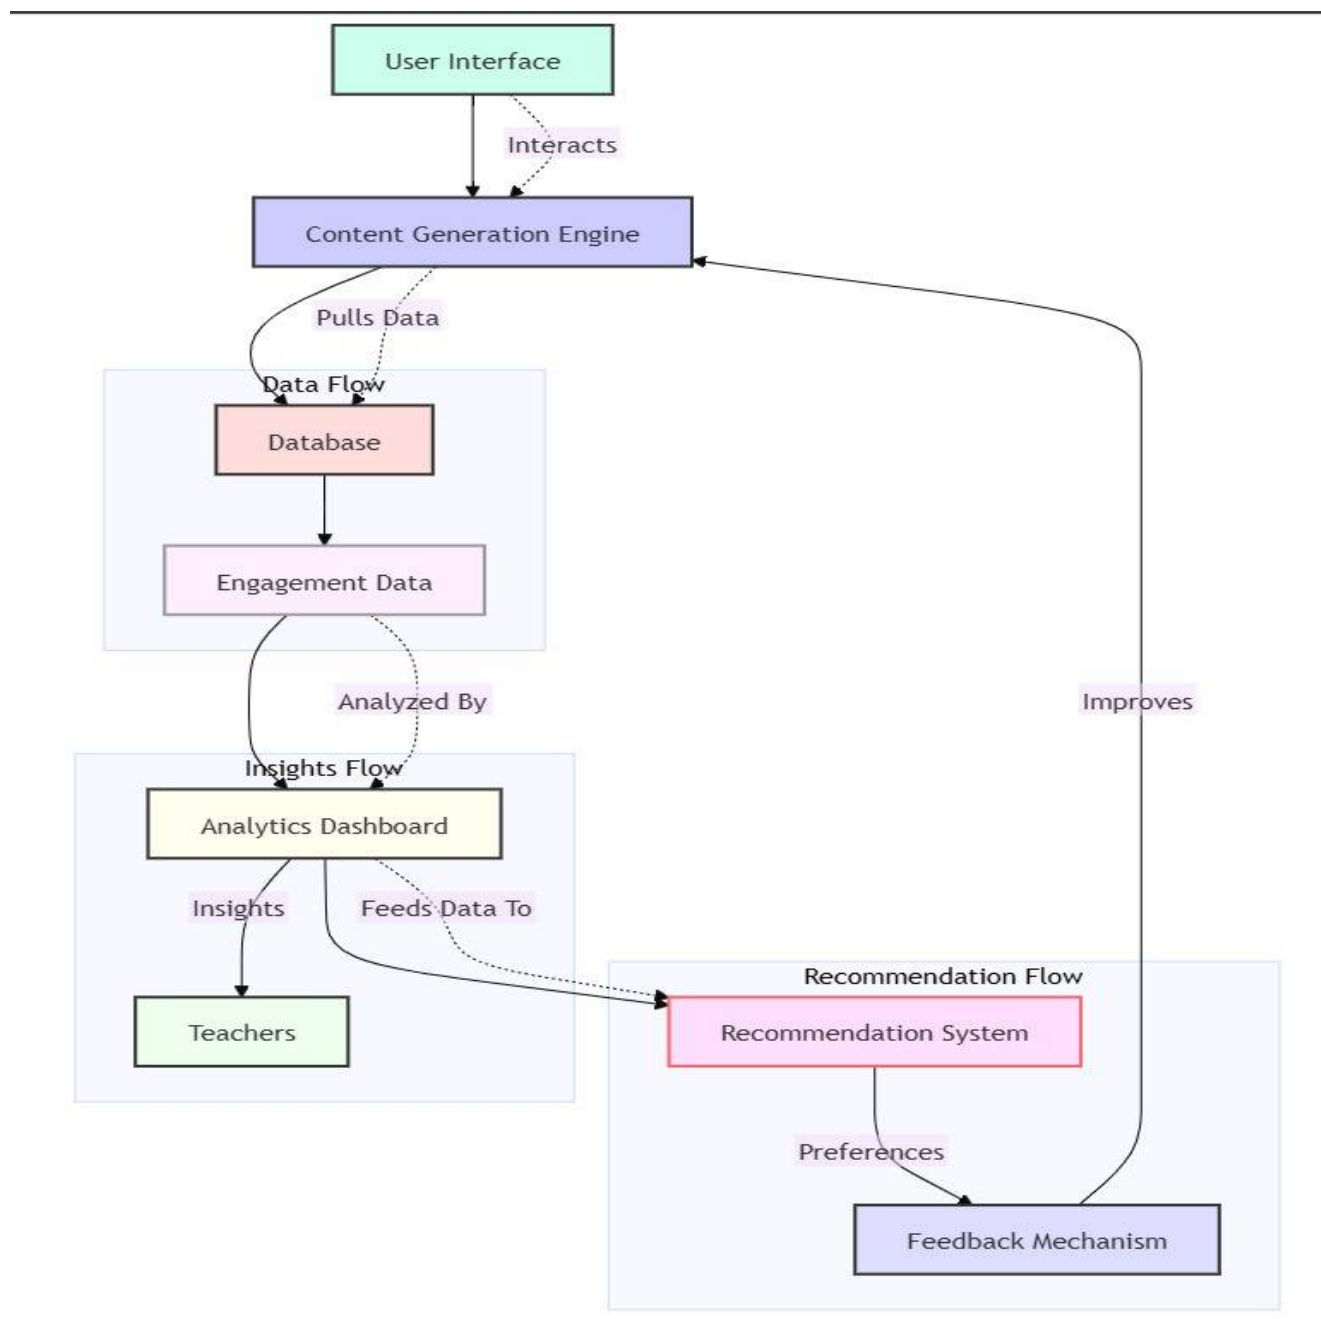 User Interface
Interacts
Content Generation Engine
Pulls Data
Data Flow
Database
Engagement Data
Analyzed By
Improves
Insights Flow
Analytics Dashboard
Insights
Feeds Data To
Recommendation Flow
Teachers
Recommendation System
Preferences
Feedback Mechanism